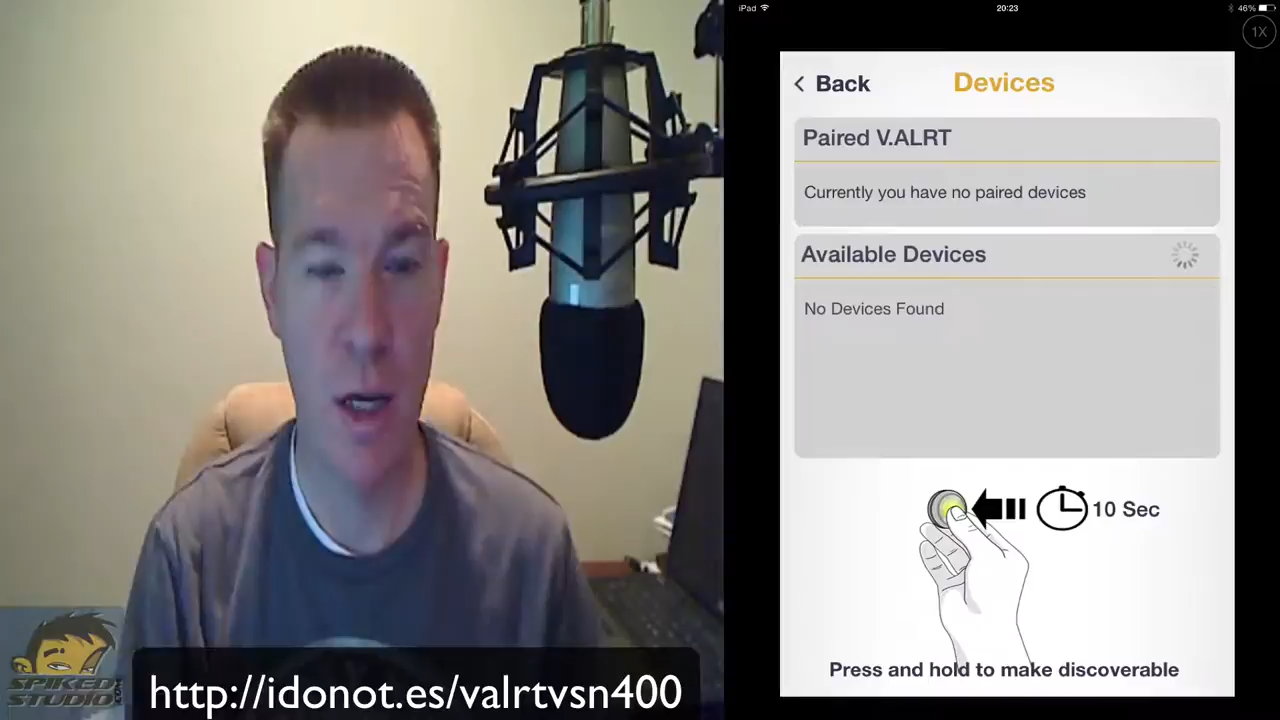 iPad
20:23
46%
1X
Back
Devices
Paired V.ALRT
Currently you have no paired devices
Available Devices
No Devices Found
10 Sec
Press and hold to make discoverable
SPIKED
STUDIO.COM
http://idonot.es/valrtvsn400